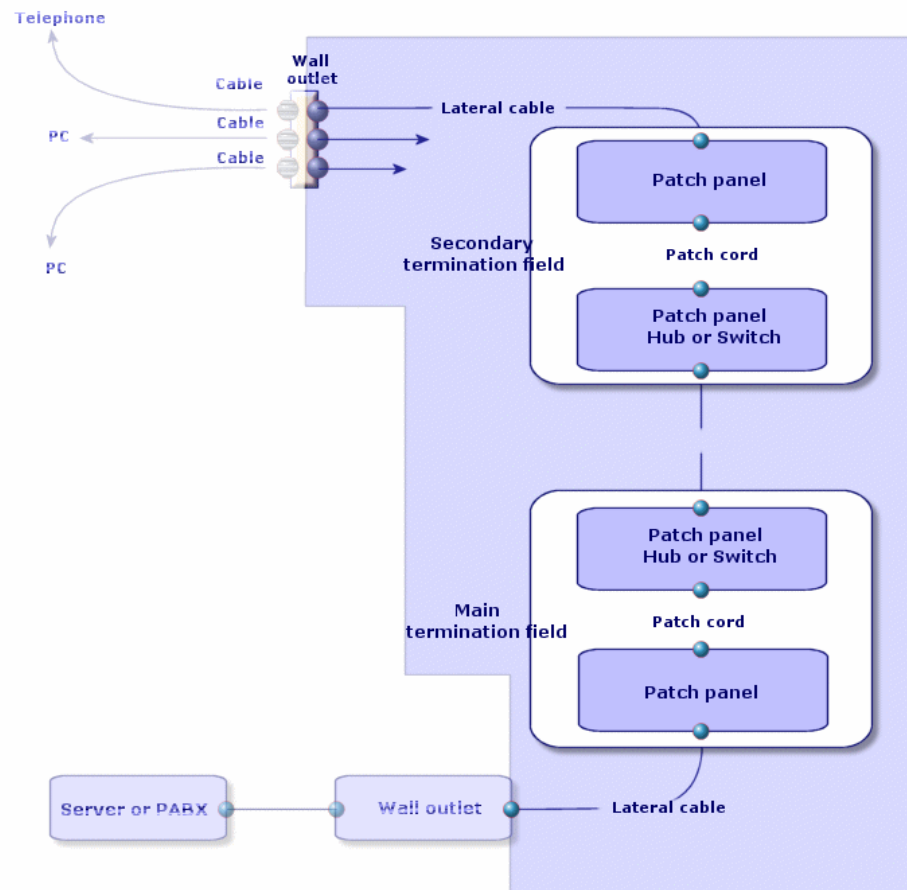 Telephone
Wall
outlet
Cable
Lateral cable
Cable
PC
Cable
Patch panel
Secondary
termination field
Patch cord
PC
Patch panel
Hub or Switch
Patch panel
Hub or Switch
Main
termination field
Patch cord
Patch panel
Server or PABX
Wall outlet
Lateral cable